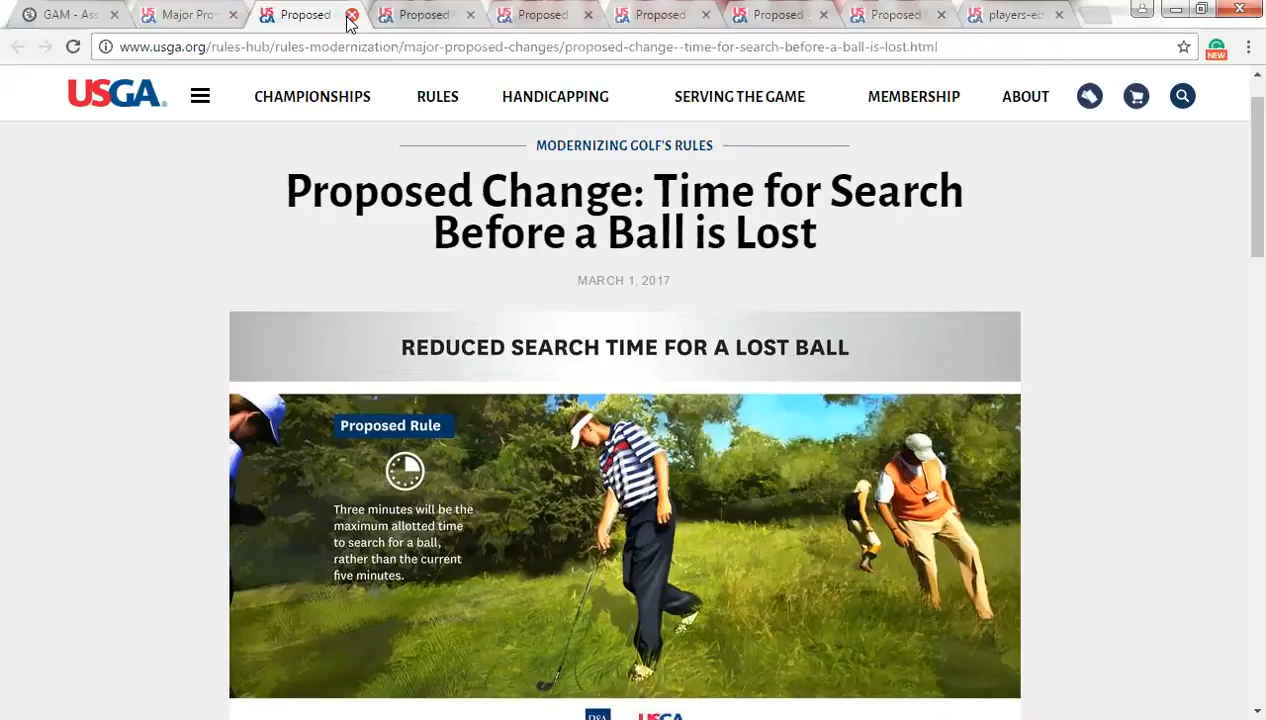 GAM - Ass
Major Pro
Proposed
Proposed
Proposed
Proposed
Proposed
Proposed
players-ed
www.usga.org/rules-hub/rules-modernization/major-proposed-changes/proposed-change--time-for-search-before-a-ball-is-lost.html
NEW
USGA
CHAMPIONSHIPS RULES HANDICAPPING SERVING THE GAME MEMBERSHIP ABOUT
MODERNIZING GOLF'S RULES
Proposed Change: Time for Search
Before a Ball is Lost
MARCH 1, 2017
REDUCED SEARCH TIME FOR A LOST BALL
Proposed Rule
Three minutes will be the
maximum allotted time
to search for a ball,
rather than the current
five minutes.
R&A USGA